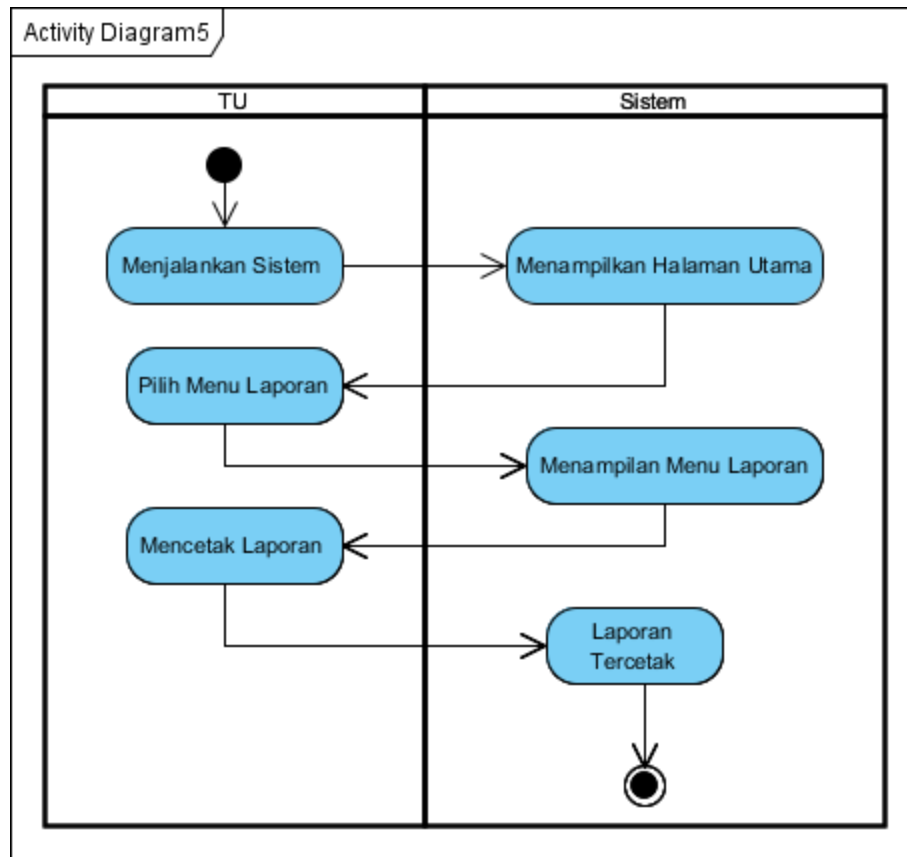 Activity Diagram5
TU
Sistem
Menjalankan Sistem
Menampilkan Halaman Utama
Pilih Menu Laporan
Menampilan Menu Laporan
Mencetak Laporan
Laporan
Tercetak